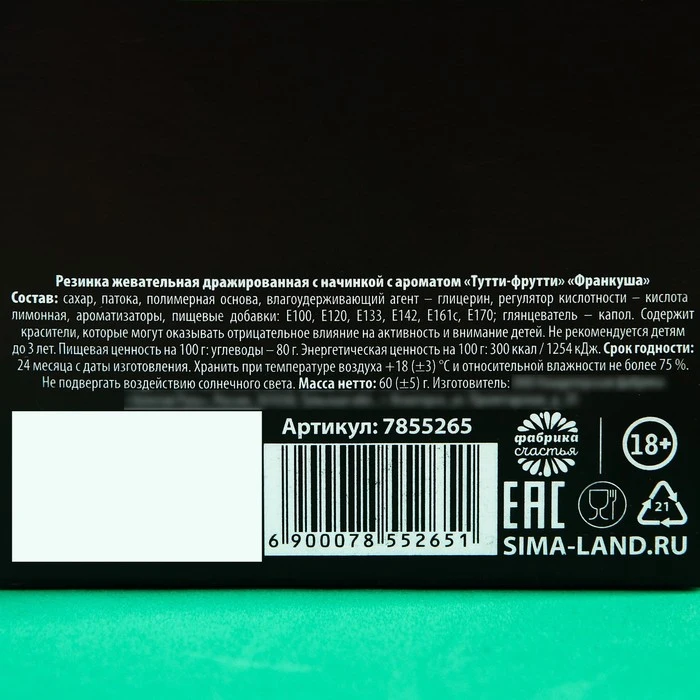 Резинка жевательная дражированная с начинкой с ароматом «Тутти-фрутти» «Франкуша»
Состав: сахар, патока, полимерная основа, влагоудерживающий агент – глицерин, регулятор кислотности – кислота
лимонная, ароматизаторы, пищевые добавки: Е100, Е120, Е133, Е142, Е161с, Е170; глянцеватель – капол. Содержит
красители, которые могут оказывать отрицательное влияние на активность и внимание детей. Не рекомендуется детям
до 3 лет. Пищевая ценность на 100 г: углеводы – 80 г. Энергетическая ценность на 100 г: 300 ккал / 1254 кДж. Срок годности:
24 месяца с даты изготовления. Хранить при температуре воздуха +18 (±3) °С и относительной влажности не более 75 %.
Не подвергать воздействию солнечного света. Масса нетто: 60 (±5) г. Изготовитель:
Артикул: 7855265
6 900078 552651
фабрика
счастья
18+
EAC
21
SIMA-LAND.RU